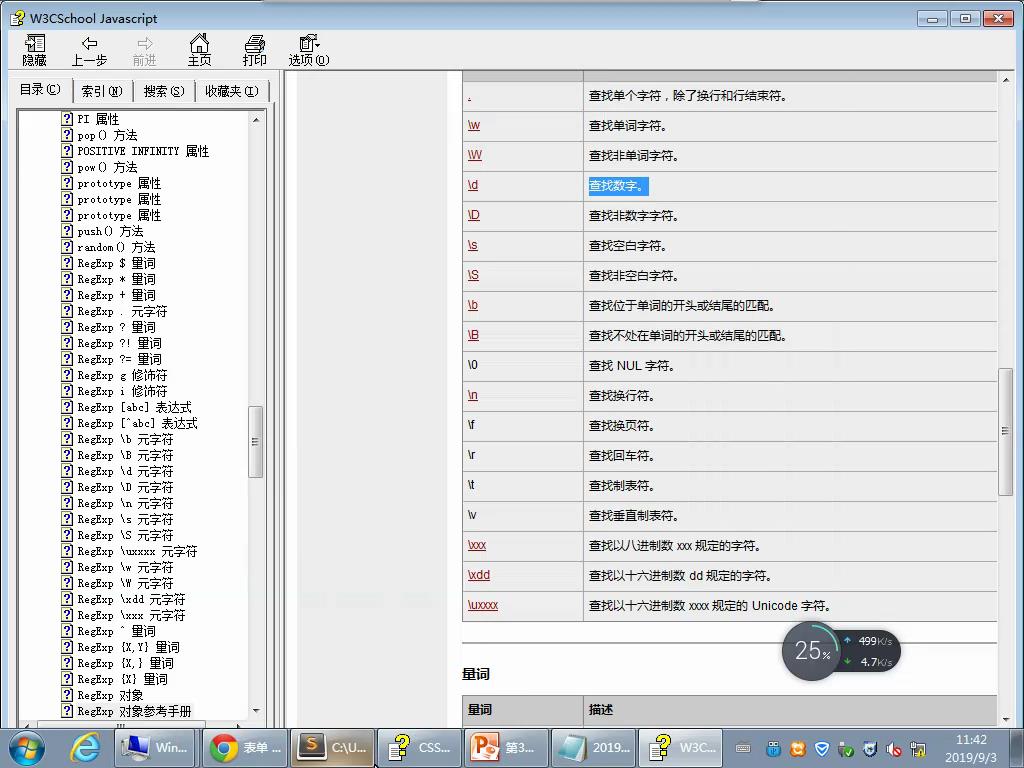 W3CSchool Javascript
隐藏 上一步 前进 主页 打印 选项(O)
目录(C) 索引(N) 搜索(S) 收藏夹(I)
PI 属性
pop() 方法
POSITIVE INFINITY 属性
pow() 方法
prototype 属性
prototype 属性
prototype 属性
push() 方法
random() 方法
RegExp $ 量词
RegExp * 量词
RegExp + 量词
RegExp . 元字符
RegExp ? 量词
RegExp ?! 量词
RegExp ?= 量词
RegExp g 修饰符
RegExp i 修饰符
RegExp [abc] 表达式
RegExp [^abc] 表达式
RegExp \b 元字符
RegExp \B 元字符
RegExp \d 元字符
RegExp \D 元字符
RegExp \n 元字符
RegExp \s 元字符
RegExp \S 元字符
RegExp \uxxxx 元字符
RegExp \w 元字符
RegExp \W 元字符
RegExp \xdd 元字符
RegExp \xxx 元字符
RegExp ^ 量词
RegExp {X,Y} 量词
RegExp {X,} 量词
RegExp {X} 量词
RegExp 对象
RegExp 对象参考手册
. 查找单个字符，除了换行和行结束符。
\w 查找单词字符。
\W 查找非单词字符。
\d 查找数字。
\D 查找非数字字符。
\s 查找空白字符。
\S 查找非空白字符。
\b 查找位于单词的开头或结尾的匹配。
\B 查找不处在单词的开头或结尾的匹配。
\0 查找 NUL 字符。
\n 查找换行符。
\f 查找换页符。
\r 查找回车符。
\t 查找制表符。
\v 查找垂直制表符。
\xxx 查找以八进制数 xxx 规定的字符。
\xdd 查找以十六进制数 dd 规定的字符。
\uxxxx 查找以十六进制数 xxxx 规定的 Unicode 字符。
量词
量词 描述
25%
499K/s
4.7K/s
Win... 表单 ... C:\U... CSS... 第3... 2019... W3C...
11:42
2019/9/3